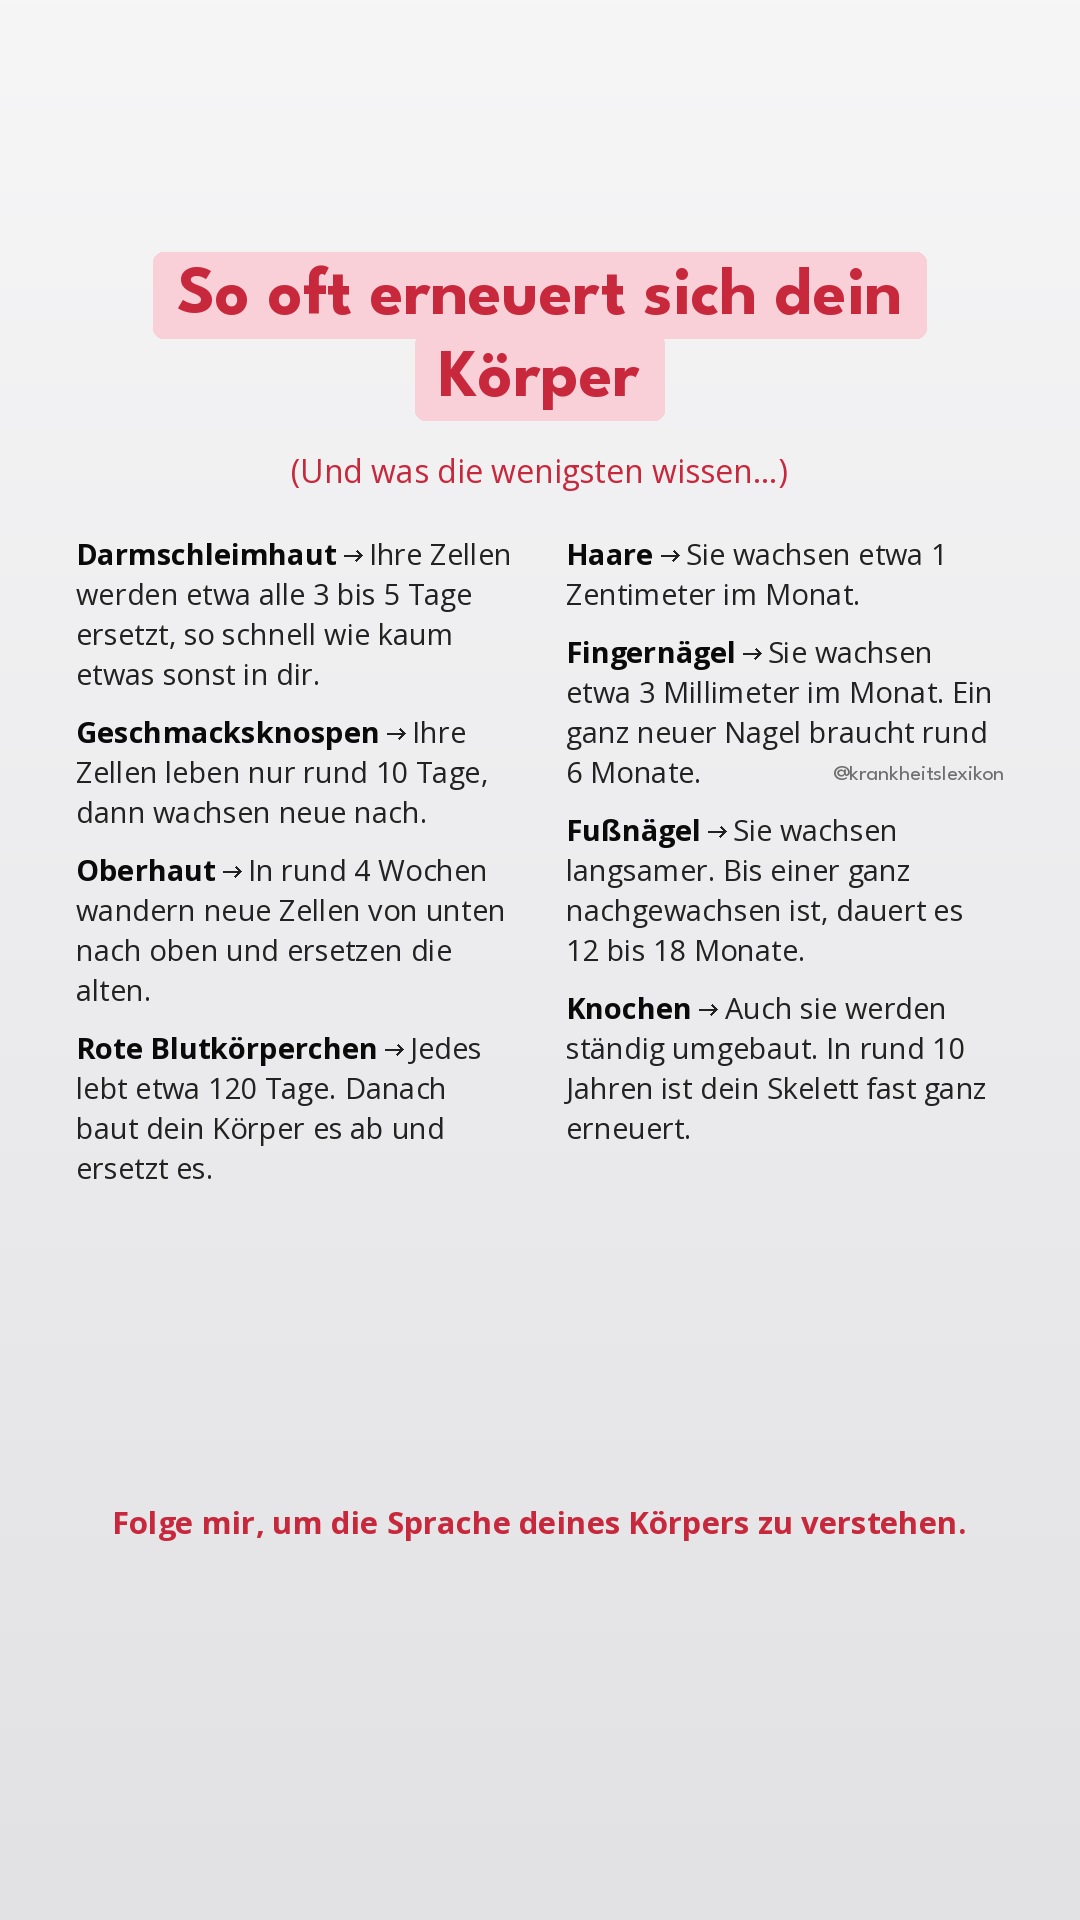 So oft erneuert sich dein
Körper
(Und was die wenigsten wissen...)
Darmschleimhaut → Ihre Zellen
werden etwa alle 3 bis 5 Tage
ersetzt, so schnell wie kaum
etwas sonst in dir.
Geschmacksknospen → Ihre
Zellen leben nur rund 10 Tage,
dann wachsen neue nach.
Oberhaut → In rund 4 Wochen
wandern neue Zellen von unten
nach oben und ersetzen die
alten.
Rote Blutkörperchen → Jedes
lebt etwa 120 Tage. Danach
baut dein Körper es ab und
ersetzt es.
Haare → Sie wachsen etwa 1
Zentimeter im Monat.
Fingernägel → Sie wachsen
etwa 3 Millimeter im Monat. Ein
ganz neuer Nagel braucht rund
6 Monate.
@krankheitslexikon
Fußnägel → Sie wachsen
langsamer. Bis einer ganz
nachgewachsen ist, dauert es
12 bis 18 Monate.
Knochen → Auch sie werden
ständig umgebaut. In rund 10
Jahren ist dein Skelett fast ganz
erneuert.
Folge mir, um die Sprache deines Körpers zu verstehen.